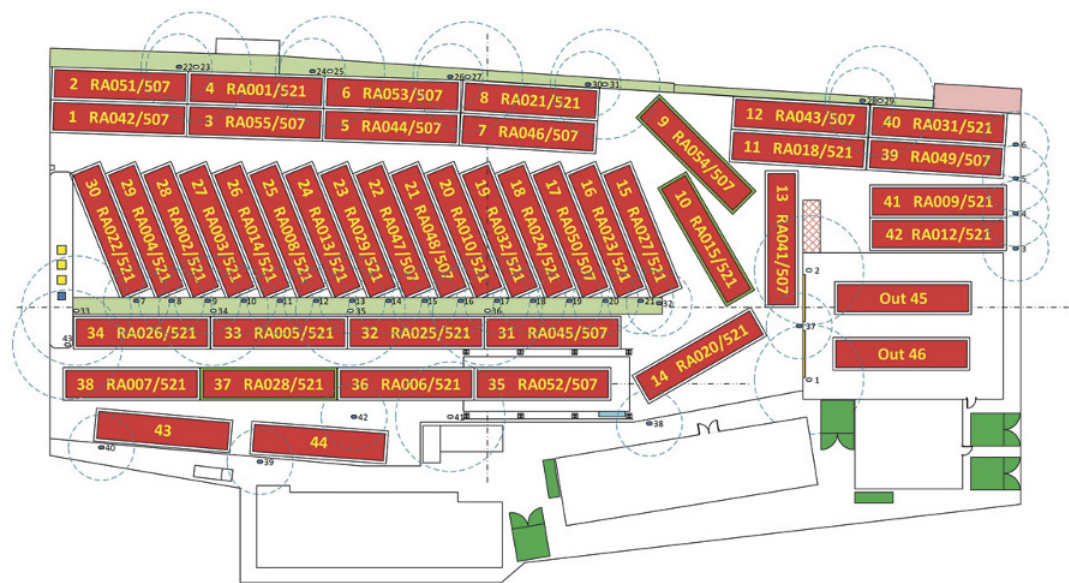 22 23
24 25
26 27
30 31
28 29
2 RA051/507
4 RA001/521
6 RA053/507
8 RA021/521
1 RA042/507
3 RA055/507
5 RA044/507
7 RA046/507
9 RA054/507
12 RA043/507
40 RA031/521
11 RA018/521
39 RA049/507
6
5
4
3
10 RA015/521
13 RA041/507
41 RA009/521
42 RA012/521
30 RA022/521
29 RA004/521
28 RA002/521
27 RA003/521
26 RA014/521
25 RA008/521
24 RA013/521
23 RA029/521
22 RA047/507
21 RA048/507
20 RA010/521
19 RA032/521
18 RA024/521
17 RA050/507
16 RA023/521
15 RA027/521
7 8 9 10 11 12 14 15 16 17 18 19 20 21 32
33 34 35 36
2
37
1
Out 45
Out 46
34 RA026/521
33 RA005/521
32 RA025/521
31 RA045/507
43
14 RA020/521
38 RA007/521
37 RA028/521
36 RA006/521
35 RA052/507
42
41
38
43
44
40
39